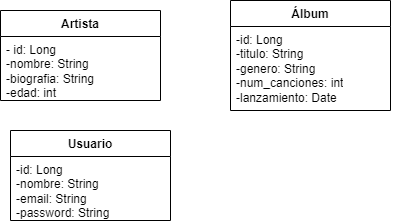 Artista
- id: Long
-nombre: String
-biografia: String
-edad: int
Álbum
-id: Long
-titulo: String
-genero: String
-num_canciones: int
-lanzamiento: Date
Usuario
-id: Long
-nombre: String
-email: String
-password: String